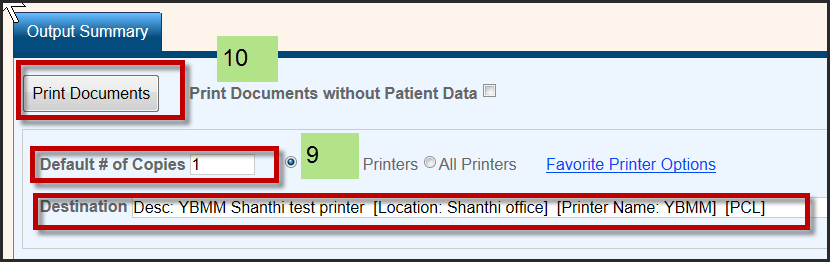 Output Summary
10
Print Documents Print Documents without Patient Data
Default # of Copies 1 9 Printers All Printers Favorite Printer Options
Destination Desc: YBMM Shanthi test printer [Location: Shanthi office] [Printer Name: YBMM] [PCL]